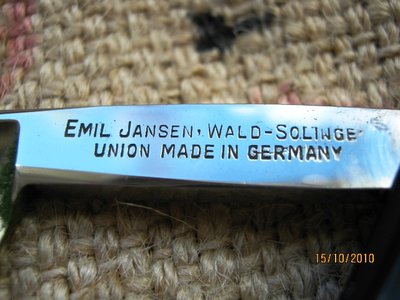 EMIL JANSEN, WALD-SOLINGE
UNION MADE IN GERMANY
15/10/2010